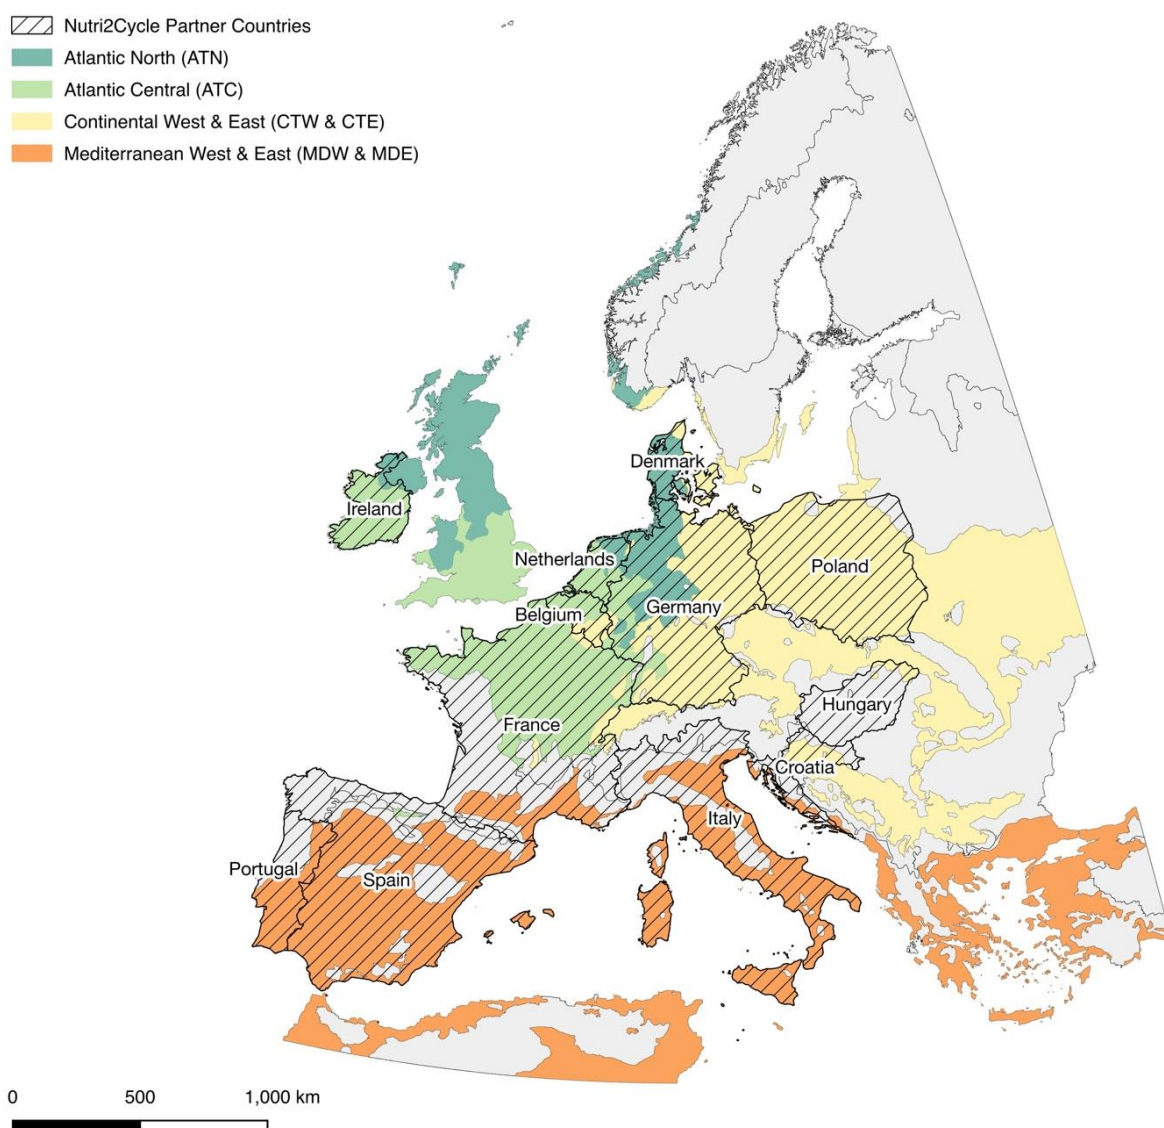 Nutri2Cycle Partner Countries
Atlantic North (ATN)
Atlantic Central (ATC)
Continental West & East (CTW & CTE)
Mediterranean West & East (MDW & MDE)
Denmark
Ireland
Netherlands
Poland
Belgium
Germany
Hungary
France
Croatia
Italy
Portugal
Spain
0 500 1,000 km